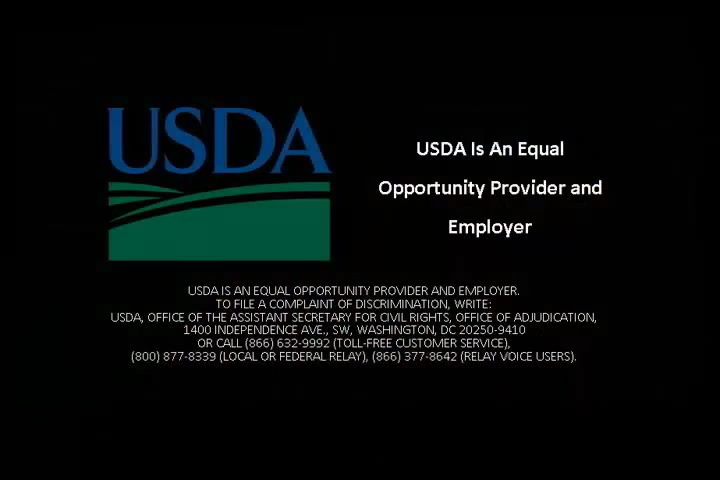 USDA
USDA Is An Equal
Opportunity Provider and
Employer
USDA IS AN EQUAL OPPORTUNITY PROVIDER AND EMPLOYER.
TO FILE A COMPLAINT OF DISCRIMINATION, WRITE:
USDA, OFFICE OF THE ASSISTANT SECRETARY FOR CIVIL RIGHTS, OFFICE OF ADJUDICATION,
1400 INDEPENDENCE AVE., SW, WASHINGTON, DC 20250-9410
OR CALL (866) 632-9992 (TOLL-FREE CUSTOMER SERVICE),
(800) 877-8339 (LOCAL OR FEDERAL RELAY), (866) 377-8642 (RELAY VOICE USERS).